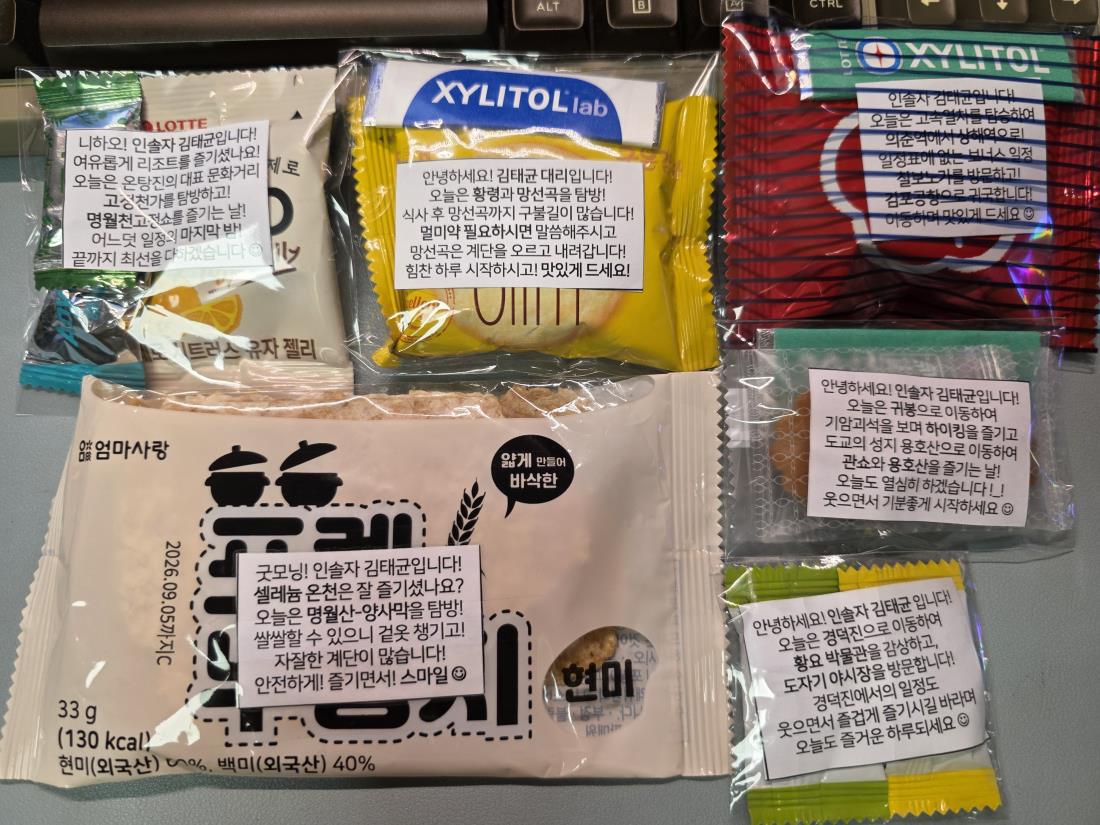 ALT
B
CTRL
LOTTE
니하오! 인솔자 김태균입니다!
여유롭게 리조트를 즐기셨나요!
오늘은 온탕진의 대표 문화거리
고성천가를 탐방하고!
명월천고정쇼를 즐기는 날!
어느덧 일정의 마지막 밤!
끝까지 최선을 다하겠습니다 ☺
제로
시트러스 유자 젤리
XYLITOL lab
안녕하세요! 김태균 대리입니다!
오늘은 황령과 망선곡을 탐방!
식사 후 망선곡까지 구불길이 많습니다!
멀미약 필요하시면 말씀해주시고
망선곡은 계단을 오르고 내려갑니다!
힘찬 하루 시작하시고! 맛있게 드세요!
LOTTE
XYLITOL
인솔자 김태균입니다!
오늘은 고속열차를 탑승하여
의춘역에서 상해역으로!
일정표에 없는 보너스 일정
찰보노카를 방문하고!
김포공항으로 귀국합니다!
이동하며 맛있게 드세요 ☺
안녕하세요! 인솔자 김태균입니다!
오늘은 귀봉으로 이동하여
기암괴석을 보며 하이킹을 즐기고
도교의 성지 용호산으로 이동하여
관쇼와 용호산을 즐기는 날!
오늘도 열심히 하겠습니다 !_!
웃으면서 기분좋게 시작하세요 ☺
엄마사랑
얇게 만들어
바삭한
2026.09.05까지C
굿모닝! 인솔자 김태균입니다!
셀레늄 온천은 잘 즐기셨나요?
오늘은 명월산-양사막을 탐방!
쌀쌀할 수 있으니 겉옷 챙기고!
자잘한 계단이 많습니다!
안전하게! 즐기면서! 스마일 ☺
현미
33 g
(130 kcal)
현미(외국산) 60%, 백미(외국산) 40%
안녕하세요! 인솔자 김태균 입니다!
오늘은 경덕진으로 이동하여
황요 박물관을 감상하고,
도자기 야시장을 방문합니다!
경덕진에서의 일정도
웃으면서 즐겁게 즐기시길 바라며
오늘도 즐거운 하루되세요 ☺